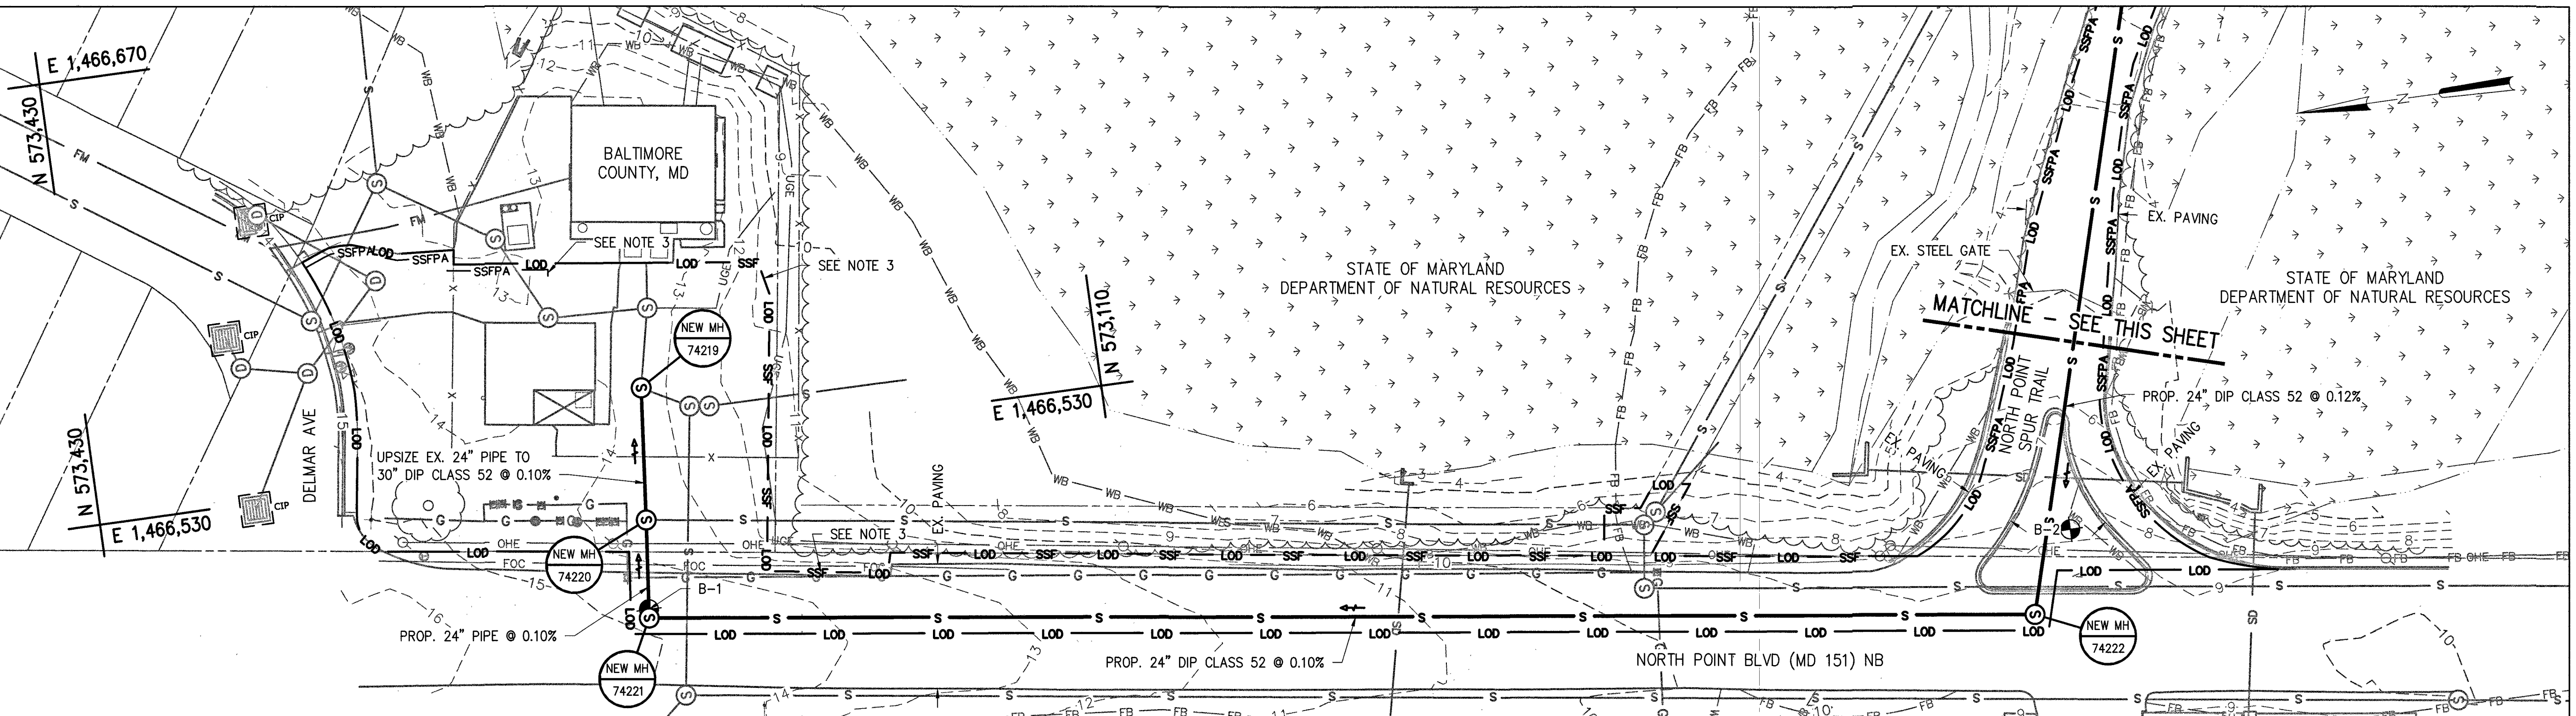 E 1,466,670
N 573,430
BALTIMORE
COUNTY, MD
CIP
CIP
CIP
FM
FM
SEE NOTE 3
SEE NOTE 3
SEE NOTE 3
NEW MH
74219
N 573,110
E 1,466,530
STATE OF MARYLAND
DEPARTMENT OF NATURAL RESOURCES
EX. STEEL GATE
EX. PAVING
STATE OF MARYLAND
DEPARTMENT OF NATURAL RESOURCES
MATCHLINE - SEE THIS SHEET
NORTH POINT
SPUR TRAIL
PROP. 24" DIP CLASS 52 @ 0.12%
EX. PAVING
EX. PAVING
EX. PAVING
DELMAR AVE
UPSIZE EX. 24" PIPE TO
30" DIP CLASS 52 @ 0.10%
N 573,430
E 1,466,530
NEW MH
74220
B-1
B-2
PROP. 24" PIPE @ 0.10%
NEW MH
74221
PROP. 24" DIP CLASS 52 @ 0.10%
NORTH POINT BLVD (MD 151) NB
NEW MH
74222